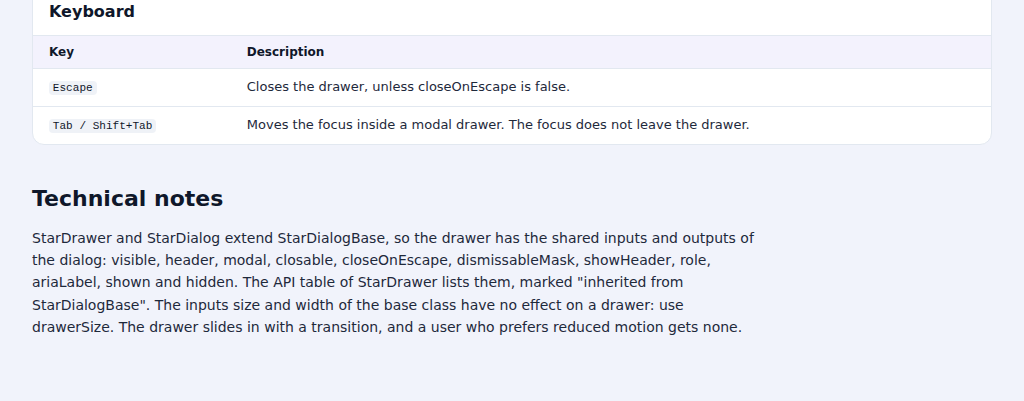 Keyboard
Key Description
Escape Closes the drawer, unless closeOnEscape is false.
Tab / Shift+Tab Moves the focus inside a modal drawer. The focus does not leave the drawer.
Technical notes
StarDrawer and StarDialog extend StarDialogBase, so the drawer has the shared inputs and outputs of
the dialog: visible, header, modal, closable, closeOnEscape, dismissableMask, showHeader, role,
ariaLabel, shown and hidden. The API table of StarDrawer lists them, marked "inherited from
StarDialogBase". The inputs size and width of the base class have no effect on a drawer: use
drawerSize. The drawer slides in with a transition, and a user who prefers reduced motion gets none.